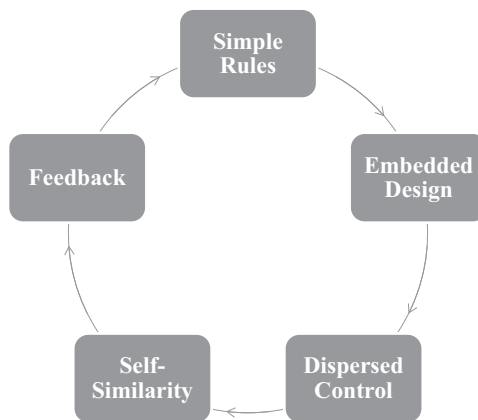 Simple
Rules
Embedded
Design
Dispersed
Control
Self-
Similarity
Feedback